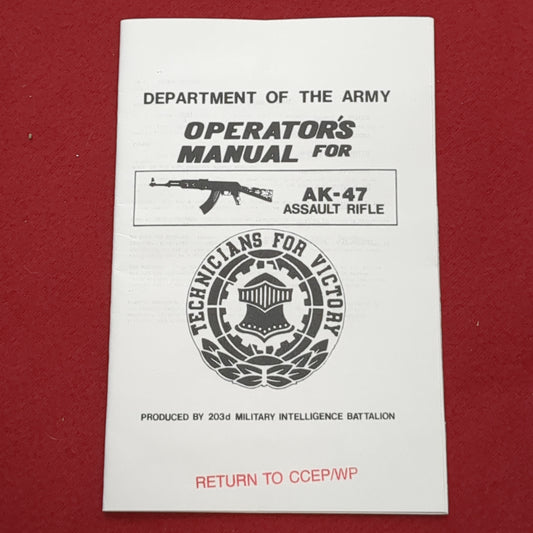 DEPARTMENT OF THE ARMY
OPERATOR'S
MANUAL FOR
AK-47
ASSAULT RIFLE
TECHNICIANS FOR VICTORY
PRODUCED BY 203d MILITARY INTELLIGENCE BATTALION
RETURN TO CCEP/WP